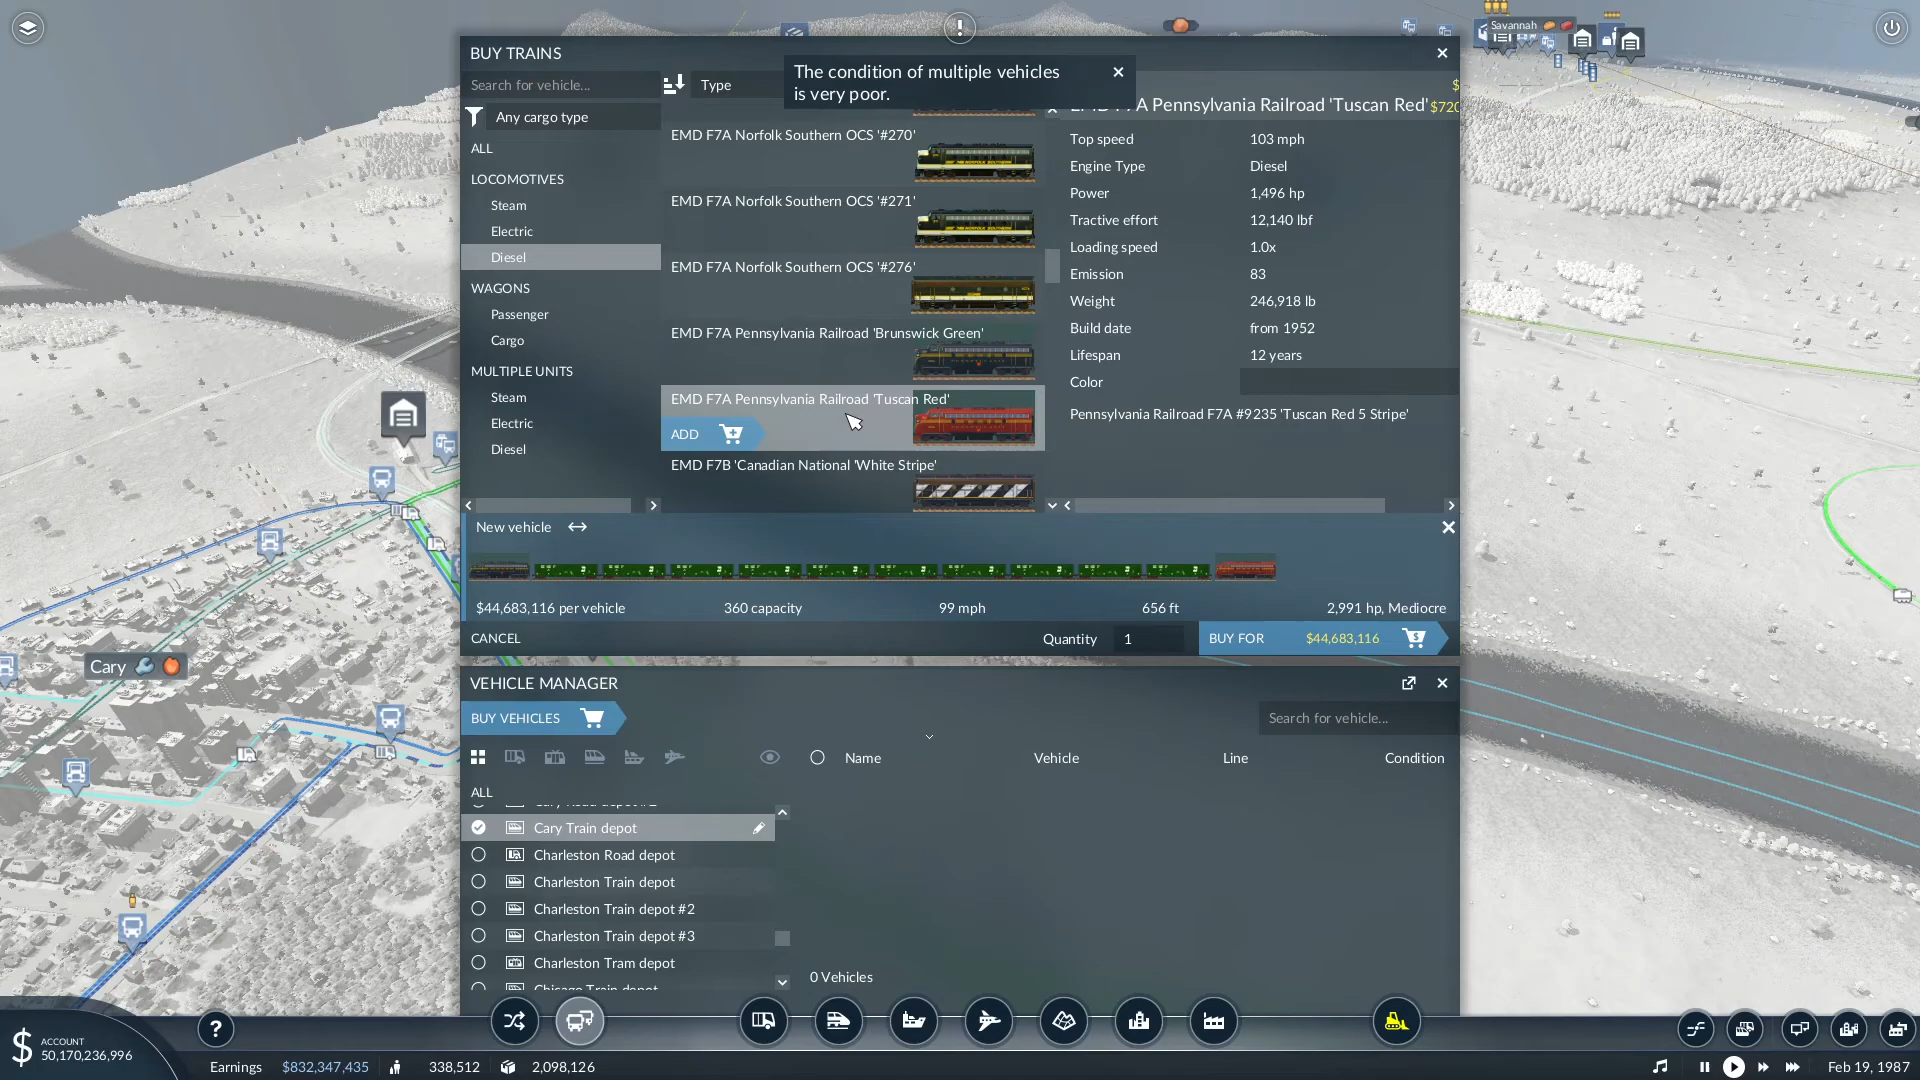 Savannah
BUY TRAINS
The condition of multiple vehicles
is very poor.
Search for vehicle...
Type
Any cargo type
ALL
LOCOMOTIVES
Steam
Electric
Diesel
WAGONS
Passenger
Cargo
MULTIPLE UNITS
Steam
Electric
Diesel
EMD F7A Norfolk Southern OCS '#270'
EMD F7A Norfolk Southern OCS '#271'
EMD F7A Norfolk Southern OCS '#276'
EMD F7A Pennsylvania Railroad 'Brunswick Green'
EMD F7A Pennsylvania Railroad 'Tuscan Red'
ADD
EMD F7B 'Canadian National 'White Stripe'
$
A Pennsylvania Railroad 'Tuscan Red' $720
Top speed 103 mph
Engine Type Diesel
Power 1,496 hp
Tractive effort 12,140 lbf
Loading speed 1.0x
Emission 83
Weight 246,918 lb
Build date from 1952
Lifespan 12 years
Color
Pennsylvania Railroad F7A #9235 'Tuscan Red 5 Stripe'
New vehicle
$44,683,116 per vehicle 360 capacity 99 mph 656 ft 2,991 hp, Mediocre
CANCEL Quantity 1 BUY FOR $44,683,116
Cary
VEHICLE MANAGER
BUY VEHICLES
Search for vehicle...
Name Vehicle Line Condition
ALL
Cary Train depot
Charleston Road depot
Charleston Train depot
Charleston Train depot #2
Charleston Train depot #3
Charleston Tram depot
Chicago Train depot
0 Vehicles
?
$ ACCOUNT
50,170,236,996
Earnings $832,347,435 338,512 2,098,126
Feb 19, 1987